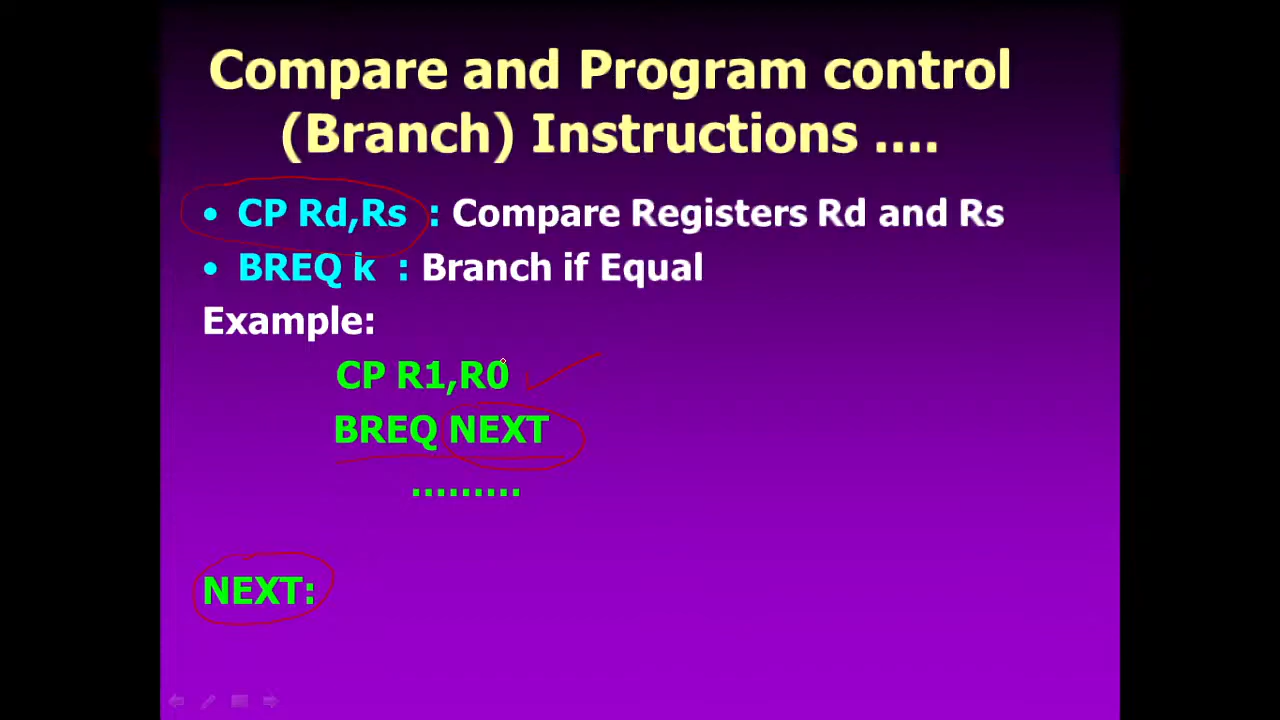 Compare and Program control
(Branch) Instructions ....
• CP Rd,Rs : Compare Registers Rd and Rs
• BREQ k : Branch if Equal
Example:
CP R1,R0
BREQ NEXT
.........
NEXT: